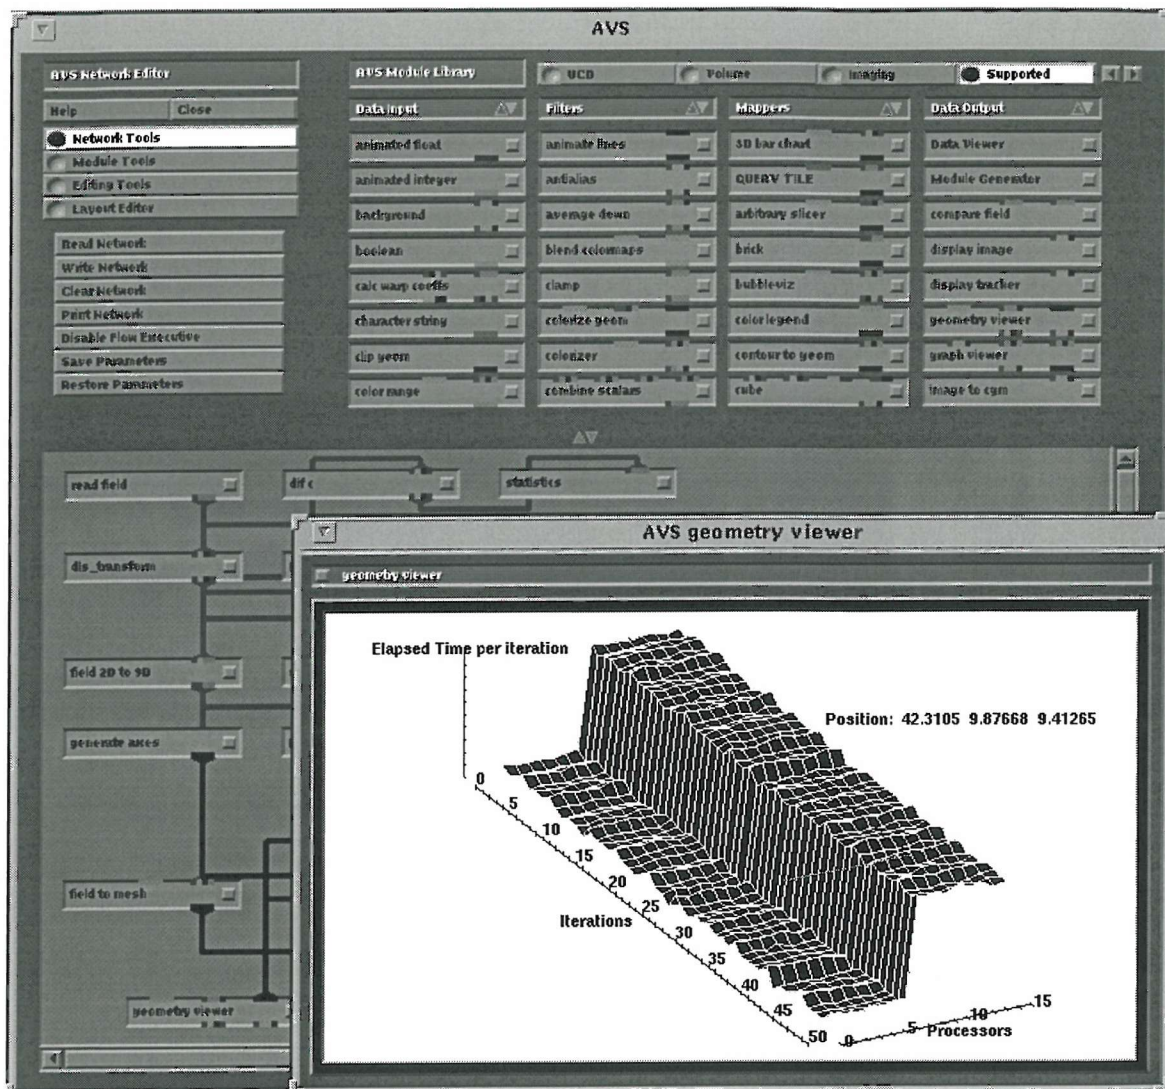 AVS
AVS Network Editor
AVS Module Library
UCD
Volume
Imaging
Supported
Help
Close
Data Input
Filters
Mappers
Data Output
Network Tools
Module Tools
Editing Tools
Layout Editor
Read Network
Write Network
Clear Network
Print Network
Disable Flow Executive
Save Parameters
Restore Parameters
animated float
animate lines
3D bar chart
Data Viewer
animated integer
antialias
QUERY TILE
Module Generator
background
average down
arbitrary slicer
compare field
boolean
blend colormaps
brick
display image
calc warp coeffs
clamp
bubbleviz
display tracker
character string
colorize geom
color legend
geometry viewer
clip geom
colorizer
contour to geom
graph viewer
color range
combine scalars
cube
image to cgm
read field
dif c
statistics
dis_transform
field 2D to 3D
generate axes
field to mesh
geometry viewer
AVS geometry viewer
geometry viewer
Elapsed Time per iteration
Position: 42.3105 9.87668 9.41265
0
5
10
15
20
25
30
35
40
45
50
Iterations
0
5
10
15
Processors